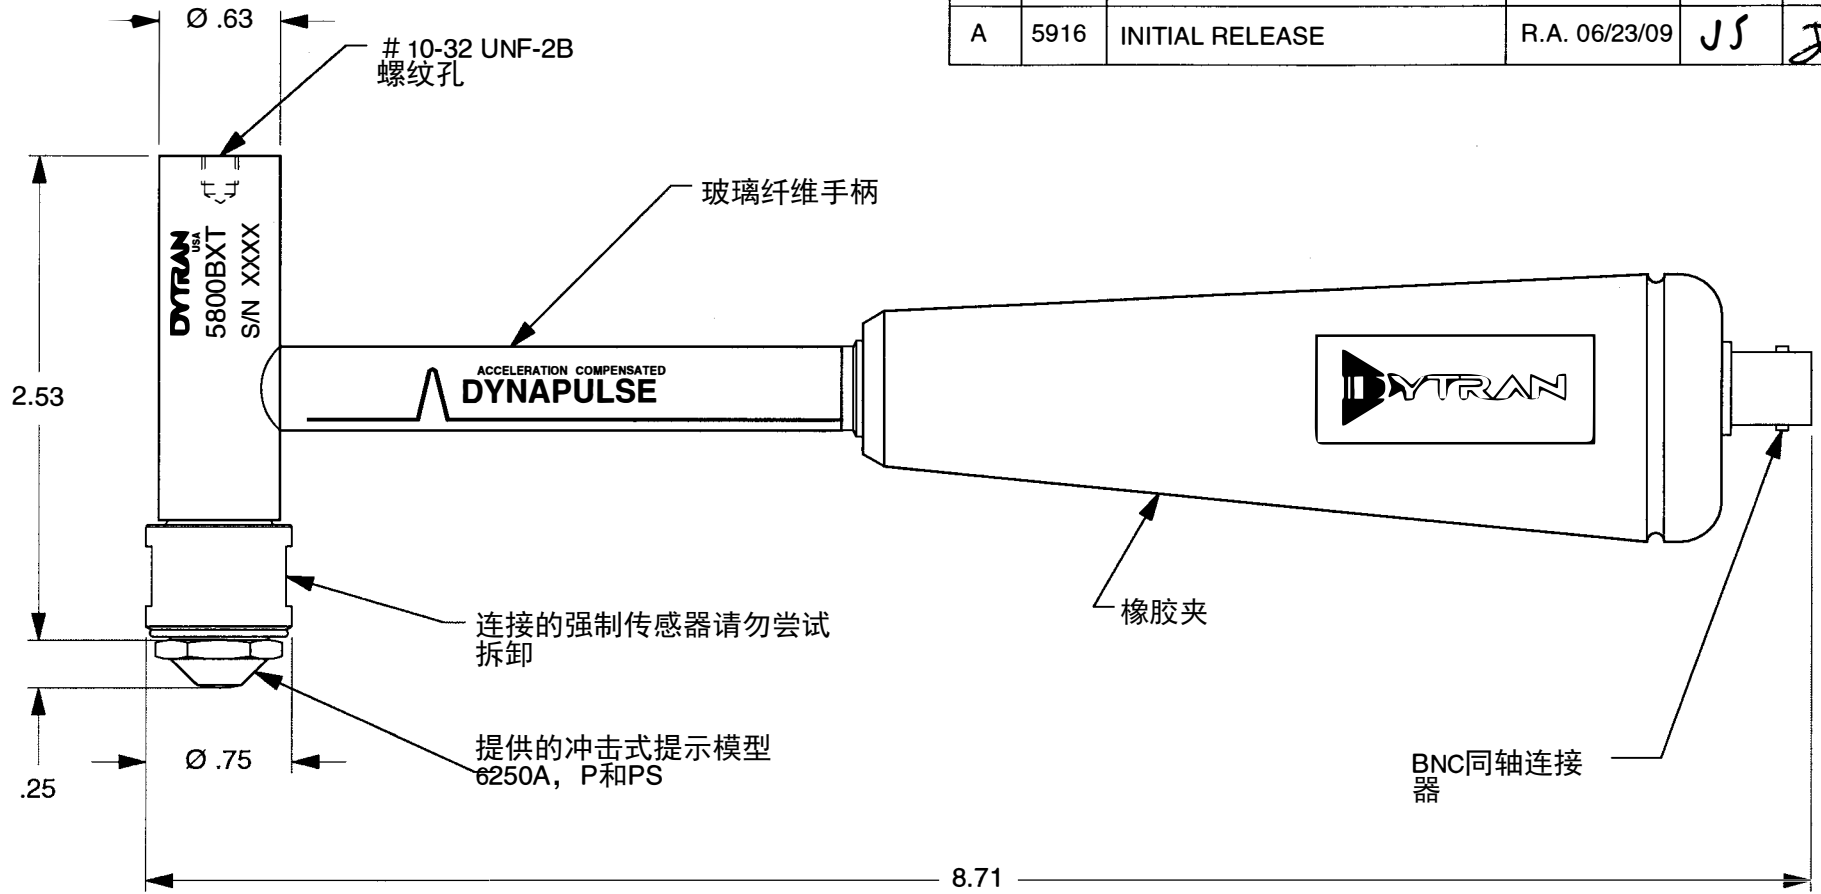 Ø .63
# 10-32 UNF-2B
螺纹孔
A 5916 INITIAL RELEASE R.A. 06/23/09 JS
玻璃纤维手柄
DYTRAN
USA
5800BXT
S/N XXXX
2.53
ACCELERATION COMPENSATED
DYNAPULSE
DYTRAN
连接的强制传感器请勿尝试
拆卸
橡胶夹
提供的冲击式提示模型
6250A，P和PS
Ø .75
.25
BNC同轴连接
器
8.71